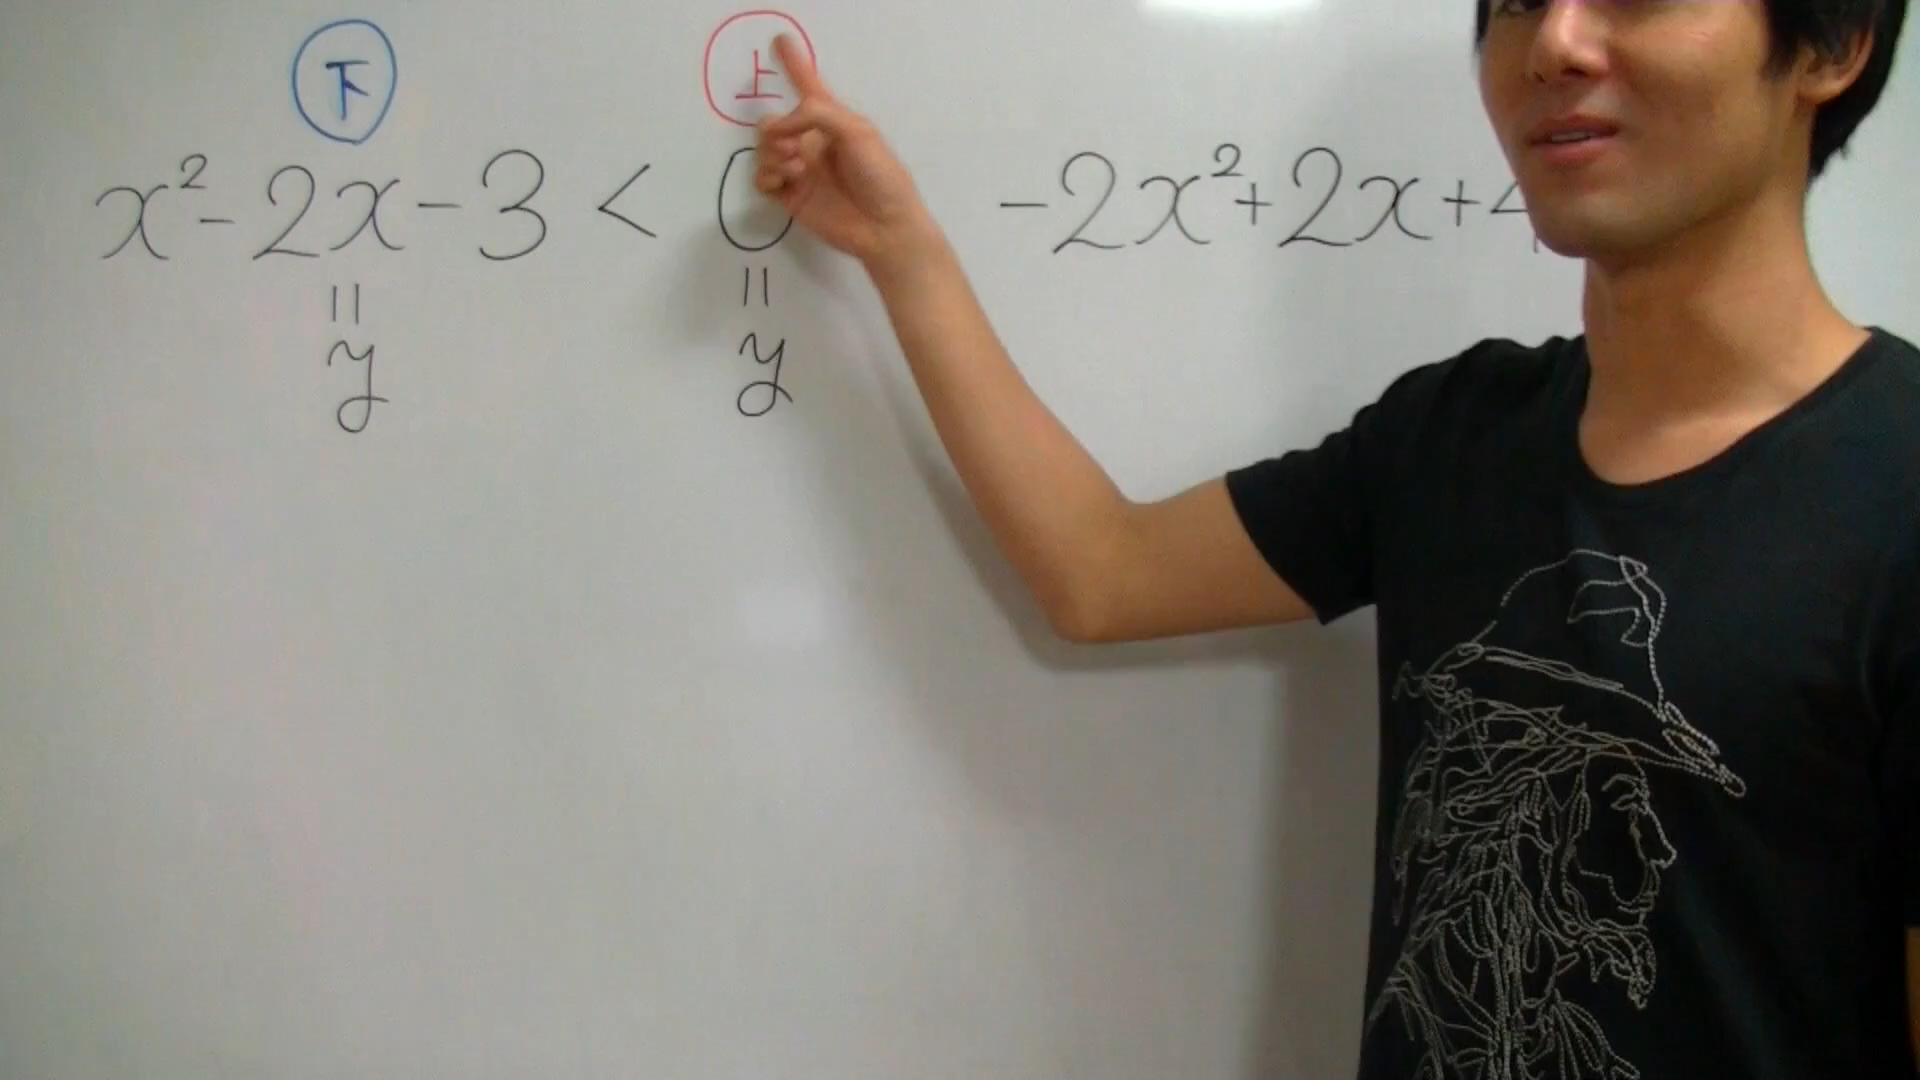 下 上
x²-2x-3<0 -2x²+2x+4
= =
y y